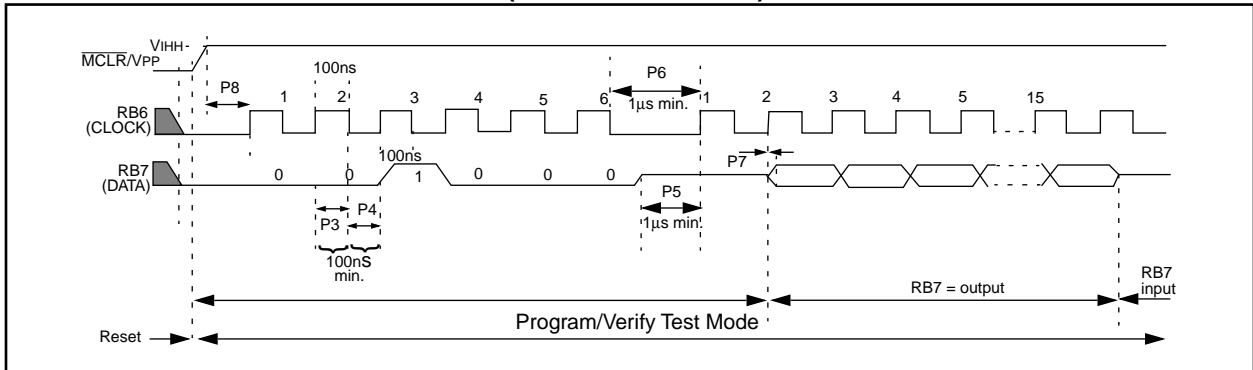 VIHH
MCLR/VPP
100ns
P8
P6
1µs min.
RB6
(CLOCK)
1 2 3 4 5 6 1 2 3 4 5 15
RB7
(DATA)
100ns
0 0 1 0 0 0
P7
P3 P4
P5
1µs min.
100ns
min.
RB7 = output
RB7
input
Program/Verify Test Mode
Reset